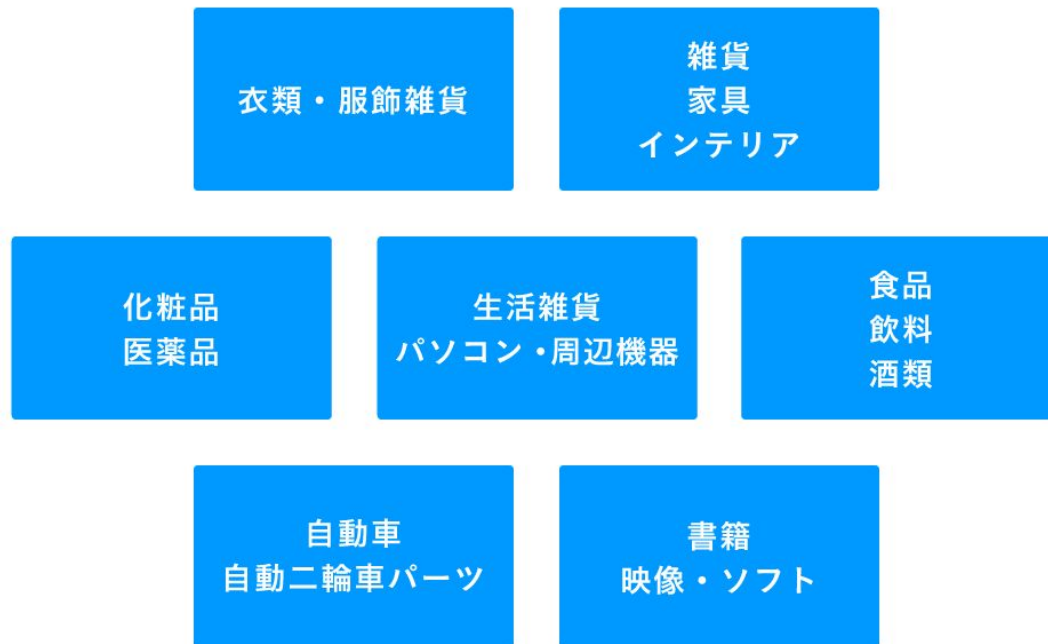 衣類・服飾雑貨
雑貨
家具
インテリア
化粧品
医薬品
生活雑貨
パソコン・周辺機器
食品
飲料
酒類
自動車
自動二輪車パーツ
書籍
映像・ソフト